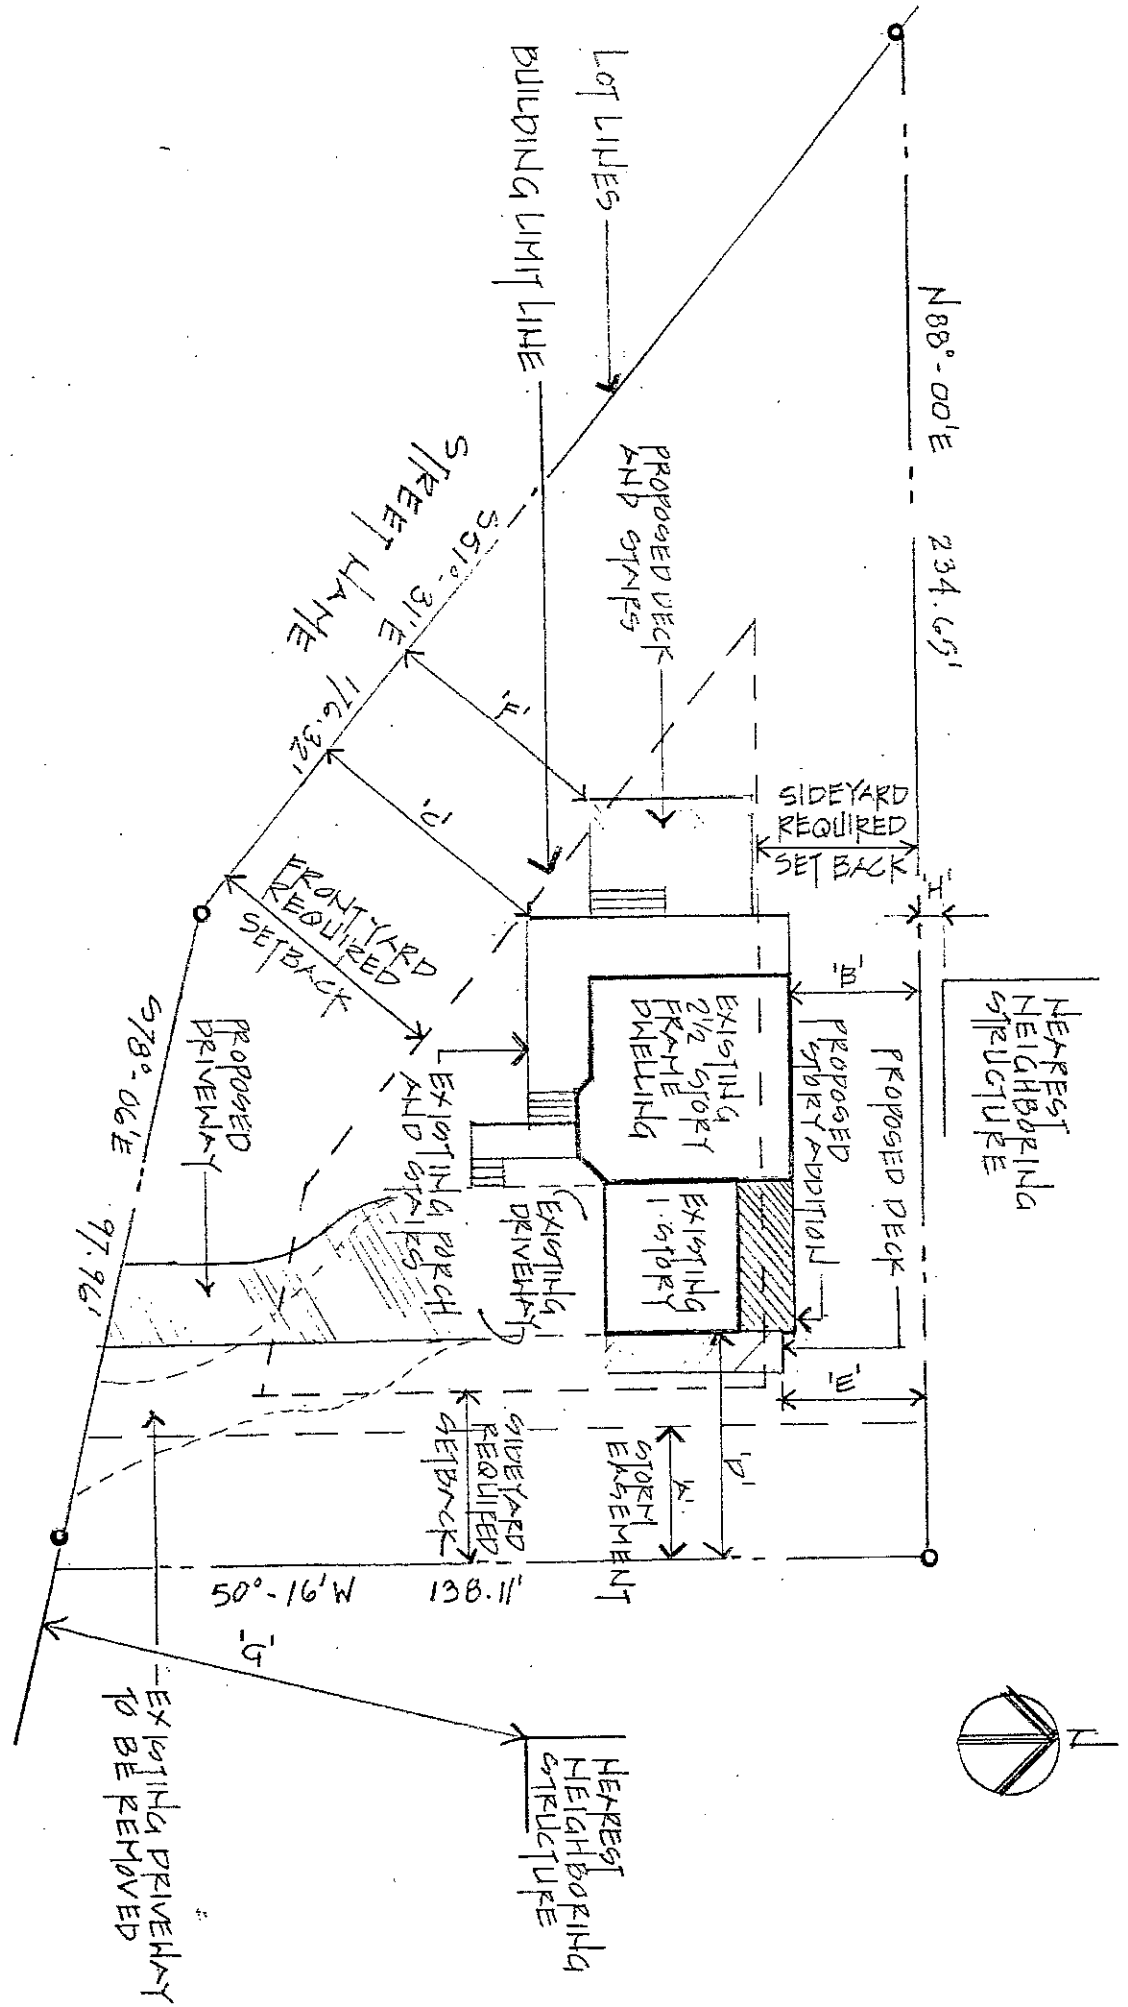 N
N88°-00'E 234.65'
NEAREST
NEIGHBORING
STRUCTURE
'H'
SIDEYARD
REQUIRED
SETBACK
'B'
PROPOSED DECK
PROPOSED
STORY ADDITION
'E'
LOT LINES
BUILDING LIMIT LINE
PROPOSED DECK
AND STAIRS
EXISTING
2 1/2 STORY
FRAME
DWELLING
EXISTING
1-STORY
'D'
'A'
STORM
EASEMENT
SIDEYARD
REQUIRED
SETBACK
50°-16'W 138.11'
NEAREST
NEIGHBORING
STRUCTURE
'G'
EXISTING
DRIVEWAY
EXISTING PORCH
AND STAIRS
'F'
'C'
FRONTYARD
REQUIRED
SETBACK
S51°-31'E 176.32'
STREET NAME
PROPOSED
DRIVEWAY
S78°-06'E 97.96'
EXISTING DRIVEWAY
TO BE REMOVED